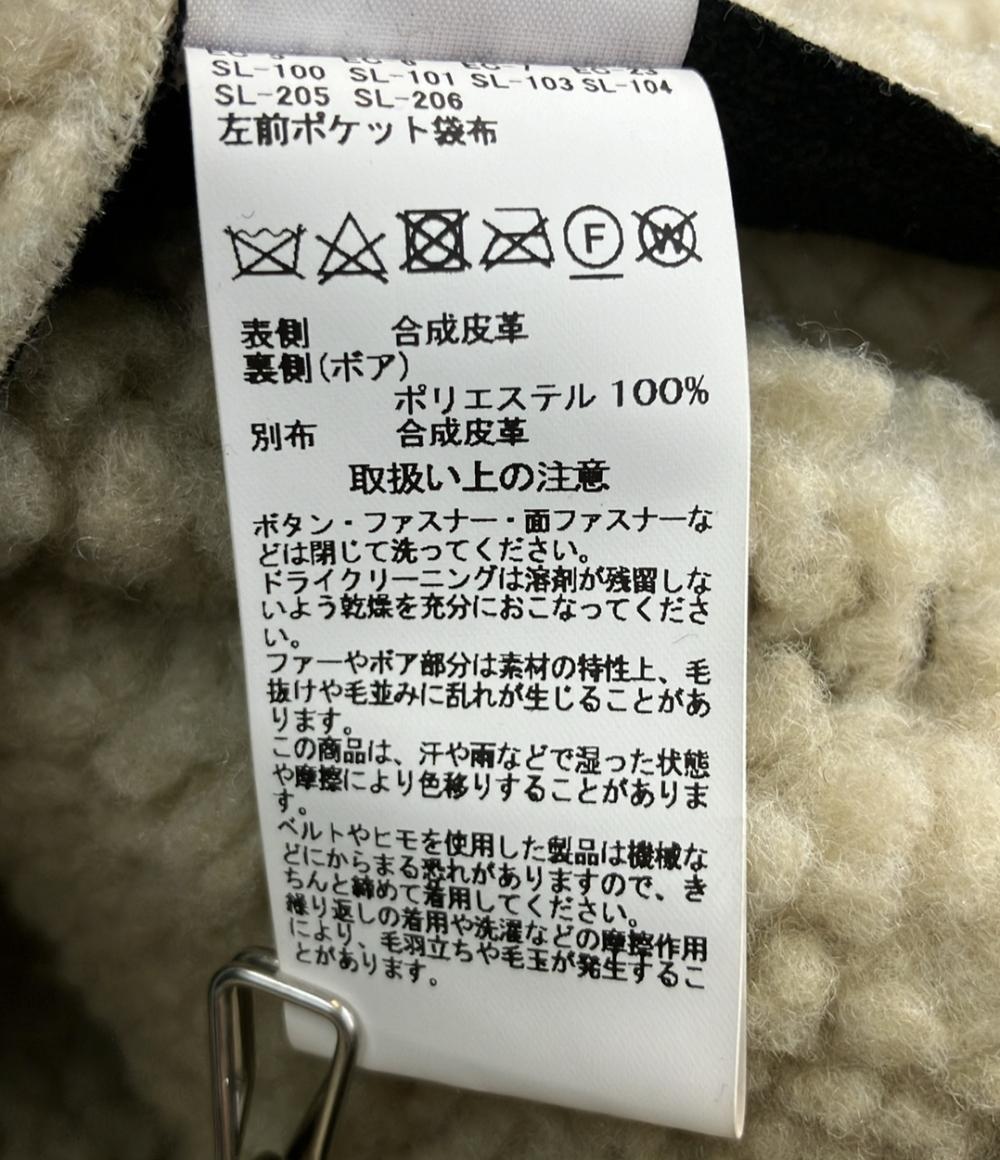 SL-100 SL-101 SL-103 SL-104
SL-205 SL-206
左前ポケット袋布
F
W
表側 合成皮革
裏側(ボア)
ポリエステル 100%
別布 合成皮革
取扱い上の注意
ボタン・ファスナー・面ファスナーな
どは閉じて洗ってください。
ドライクリーニングは溶剤が残留しな
いよう乾燥を充分におこなってくださ
い。
ファーやボア部分は素材の特性上、毛
抜けや毛並みに乱れが生じることがあ
ります。
この商品は、汗や雨などで湿った状態
や摩擦により色移りすることがありま
す。
ベルトやヒモを使用した製品は機械な
どにからまる恐れがありますので、き
ちんと締めて着用してください。
繰り返しの着用や洗濯などの摩擦作用
により、毛羽立ちや毛玉が発生するこ
とがあります。